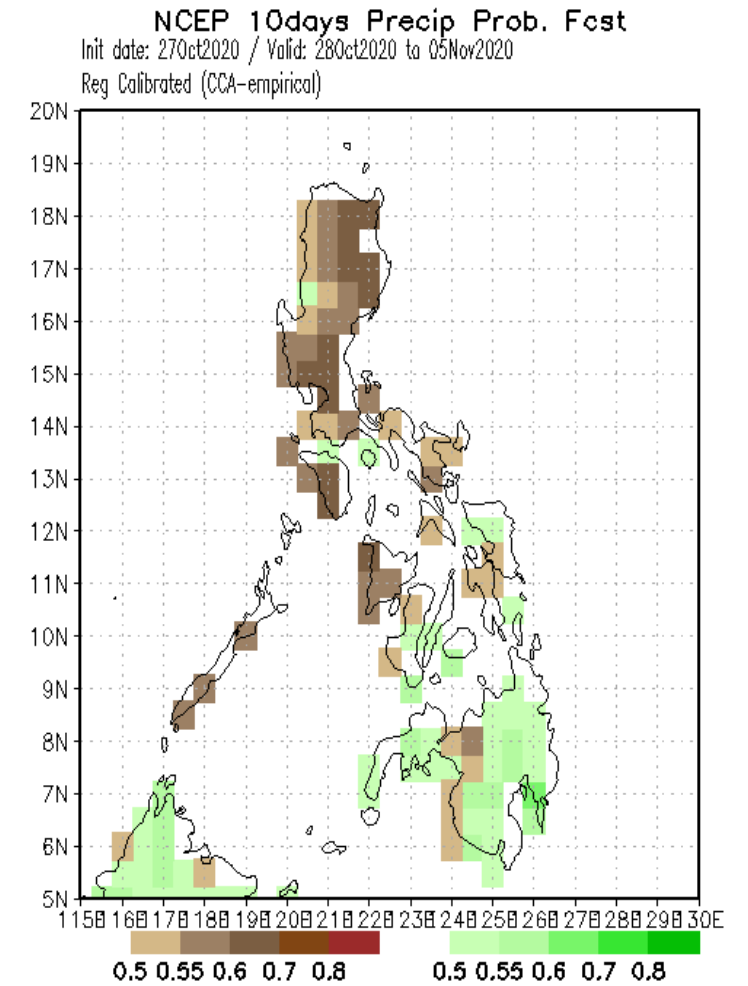 NCEP 10days Precip Prob. Fcst
Init date: 27Oct2020 / Valid: 28Oct2020 to 05Nov2020
Reg Calibrated (CCA-empirical)
20N
19N
18N
17N
16N
15N
14N
13N
12N
11N
10N
9N
8N
7N
6N
5N
115E 116E 117E 118E 119E 120E 121E 122E 123E 124E 125E 126E 127E 128E 129E 130E
0.5 0.55 0.6 0.7 0.8 0.5 0.55 0.6 0.7 0.8